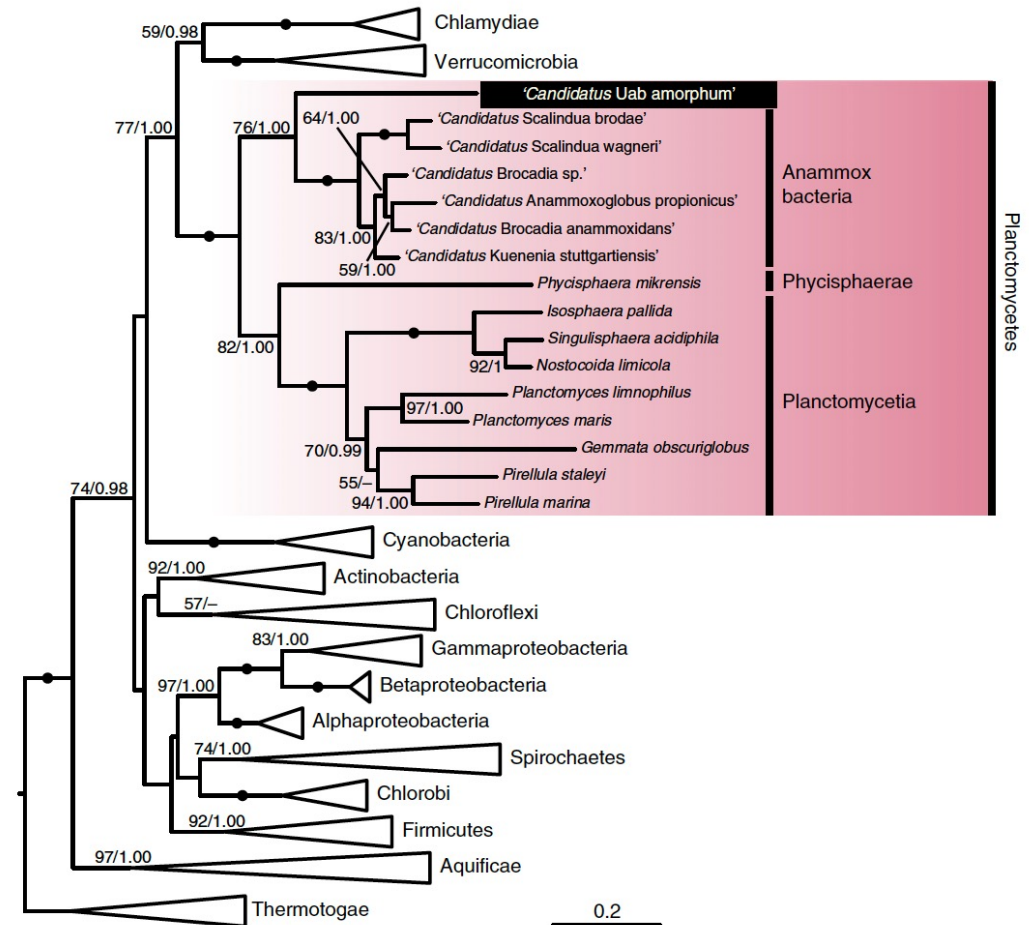 Chlamydiae
59/0.98
Verrucomicrobia
‘Candidatus Uab amorphum’
64/1.00
‘Candidatus Scalindua brodae’
77/1.00
76/1.00
‘Candidatus Scalindua wagneri’
‘Candidatus Brocadia sp.’
Anammox
bacteria
‘Candidatus Anammoxoglobus propionicus’
‘Candidatus Brocadia anammoxidans’
83/1.00
‘Candidatus Kuenenia stuttgartiensis’
59/1.00
Phycisphaera mikrensis
Phycisphaerae
Planctomycetes
Isosphaera pallida
Singulisphaera acidiphila
82/1.00
92/1
Nostocoida limicola
Planctomyces limnophilus
Planctomycetia
97/1.00
Planctomyces maris
Gemmata obscuriglobus
70/0.99
Pirellula staleyi
55/–
94/1.00
Pirellula marina
74/0.98
Cyanobacteria
92/1.00
Actinobacteria
57/–
Chloroflexi
83/1.00
Gammaproteobacteria
97/1.00
Betaproteobacteria
Alphaproteobacteria
74/1.00
Spirochaetes
Chlorobi
92/1.00
Firmicutes
97/1.00
Aquificae
Thermotogae
0.2